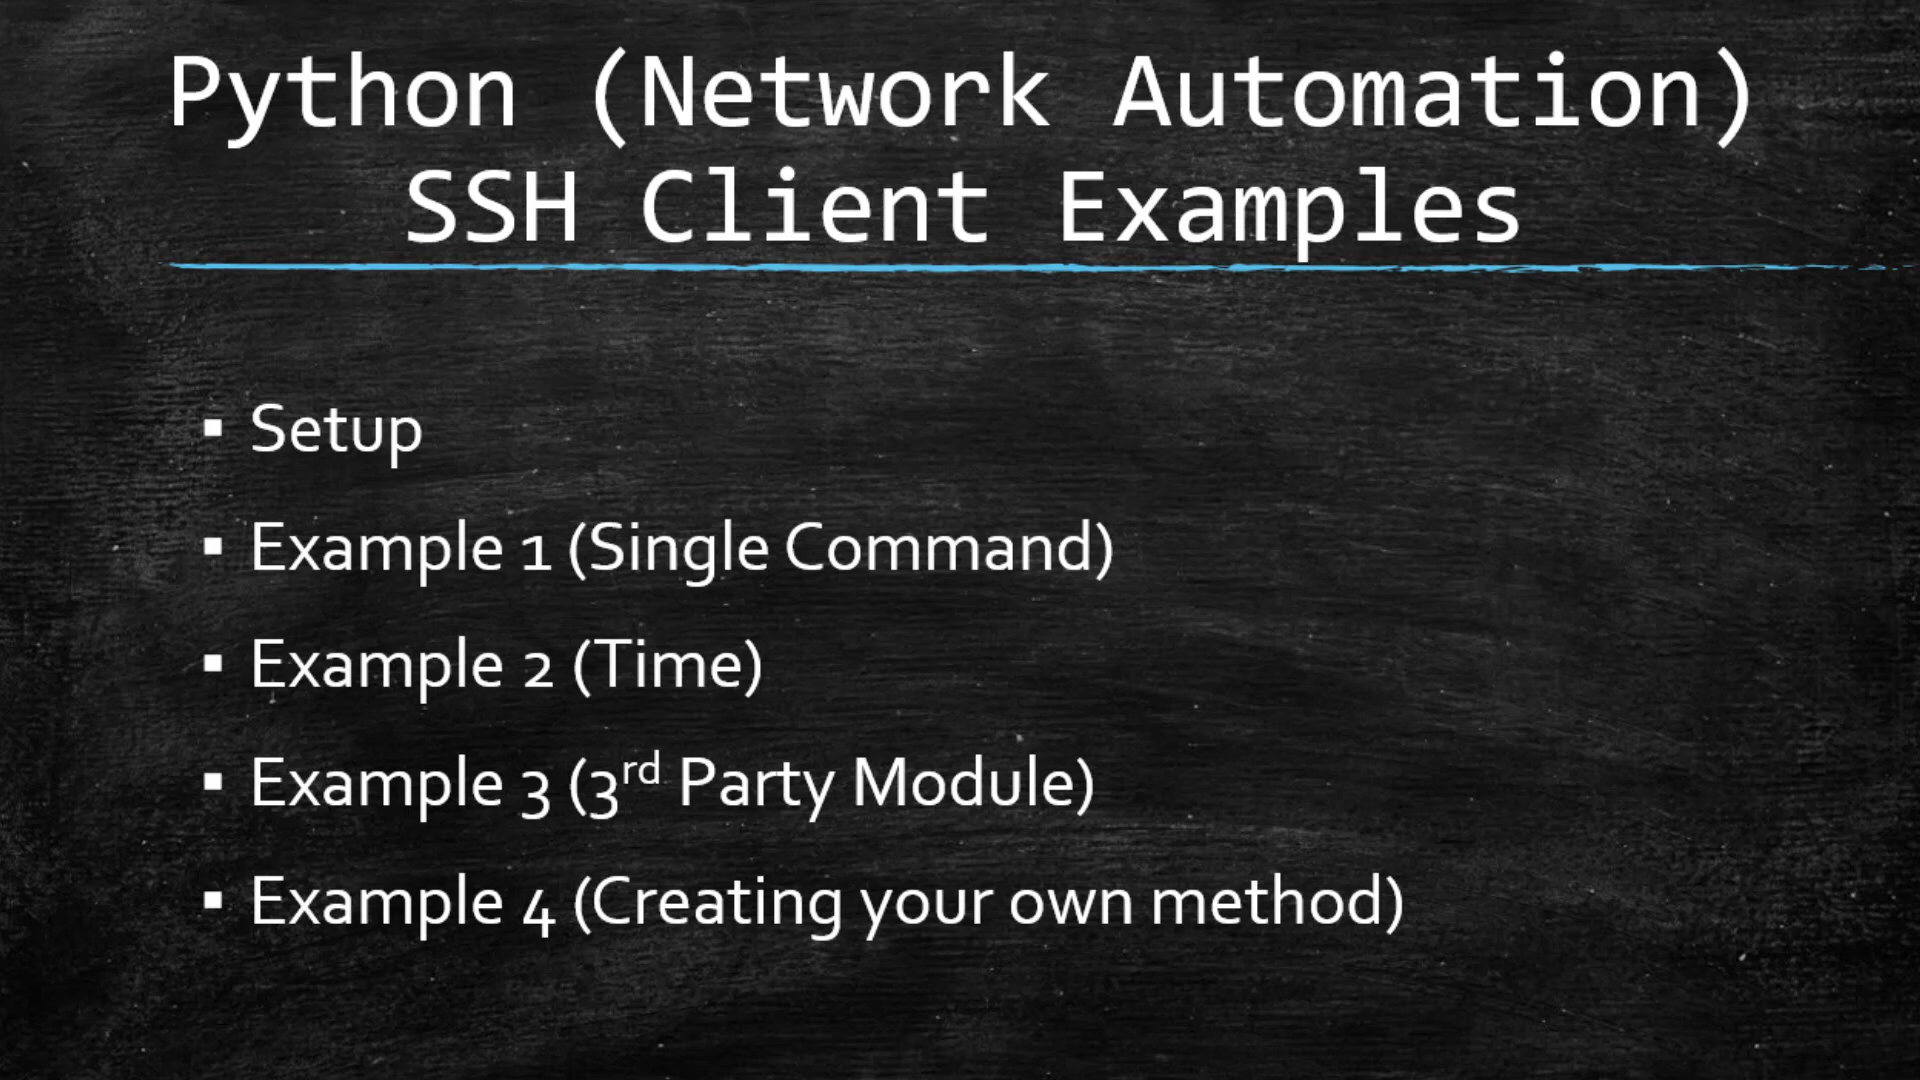 Python (Network Automation)
SSH Client Examples
▪ Setup
▪ Example 1 (Single Command)
▪ Example 2 (Time)
▪ Example 3 (3rd Party Module)
▪ Example 4 (Creating your own method)